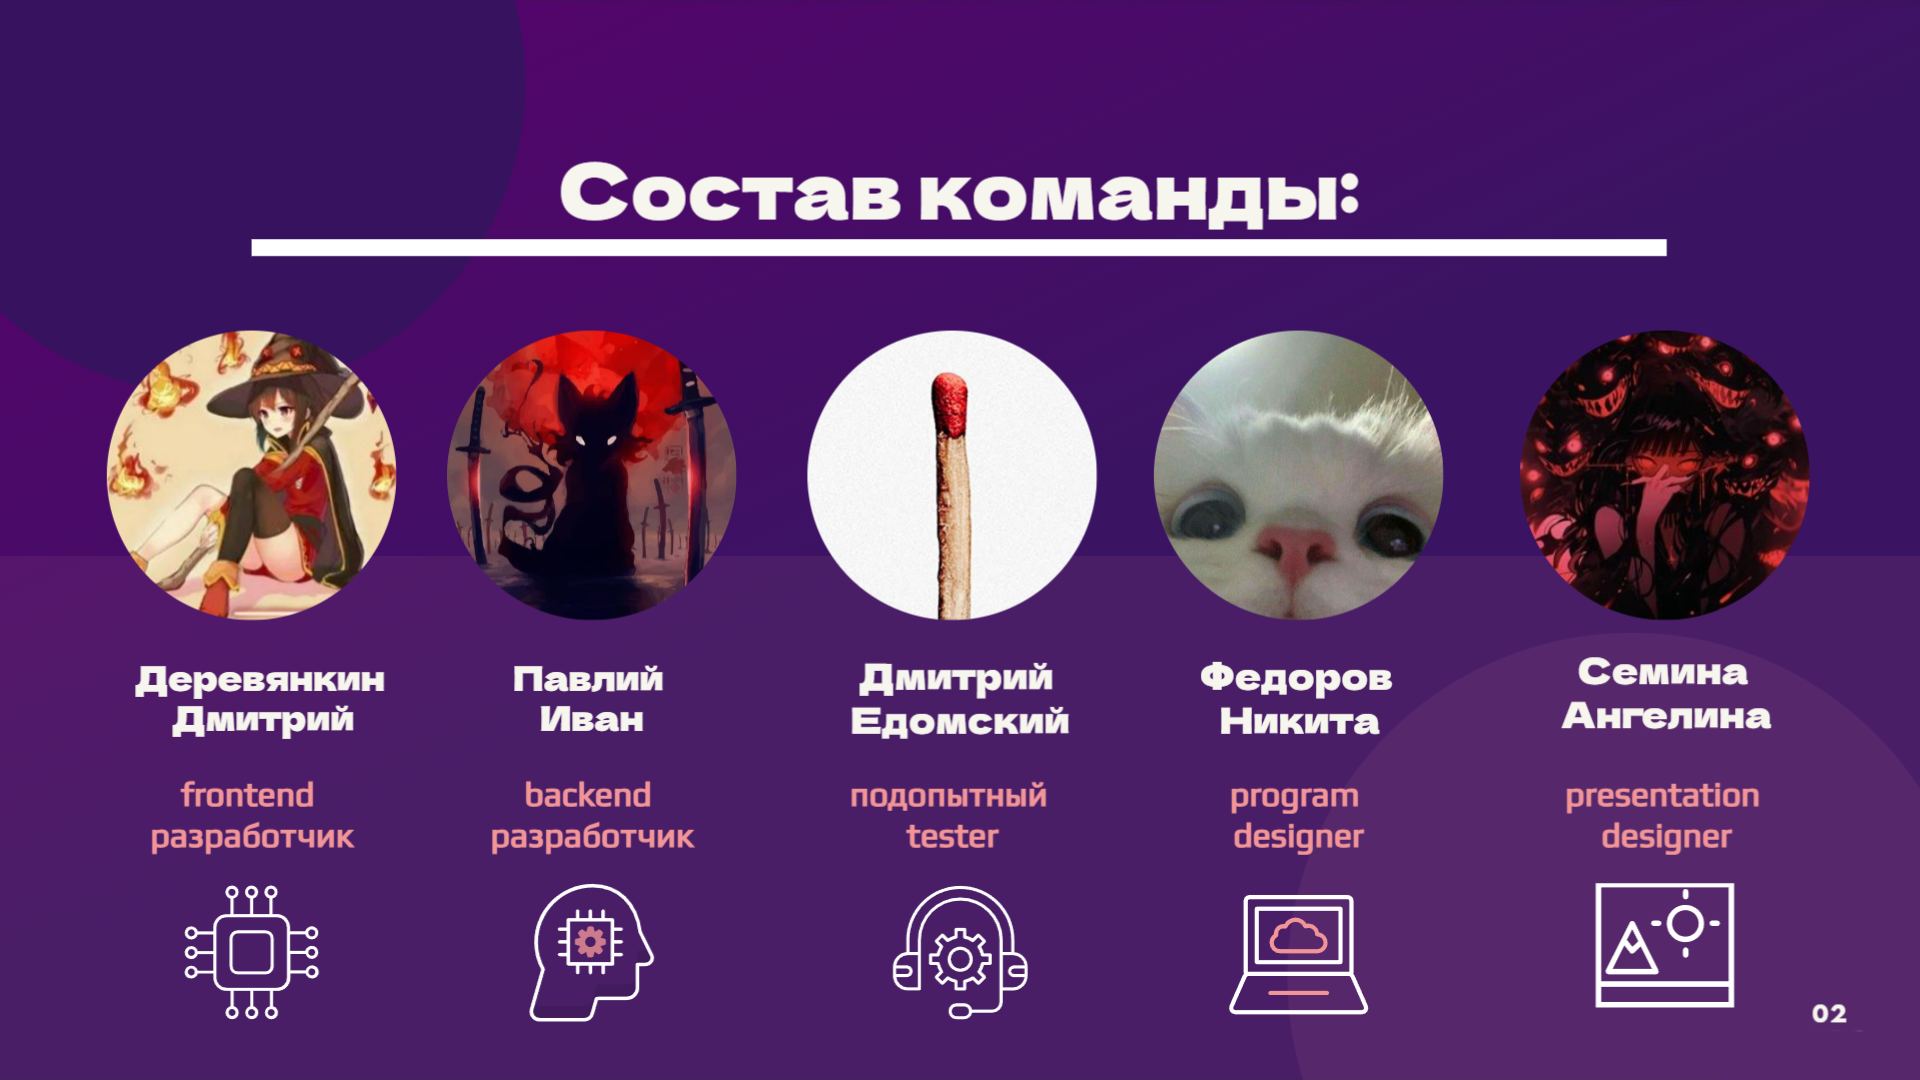 Состав команды:
Деревянкин
Дмитрий
frontend
разработчик
Павлий
Иван
backend
разработчик
Дмитрий
Едомский
подопытный
tester
Федоров
Никита
program
designer
Семина
Ангелина
presentation
designer
02